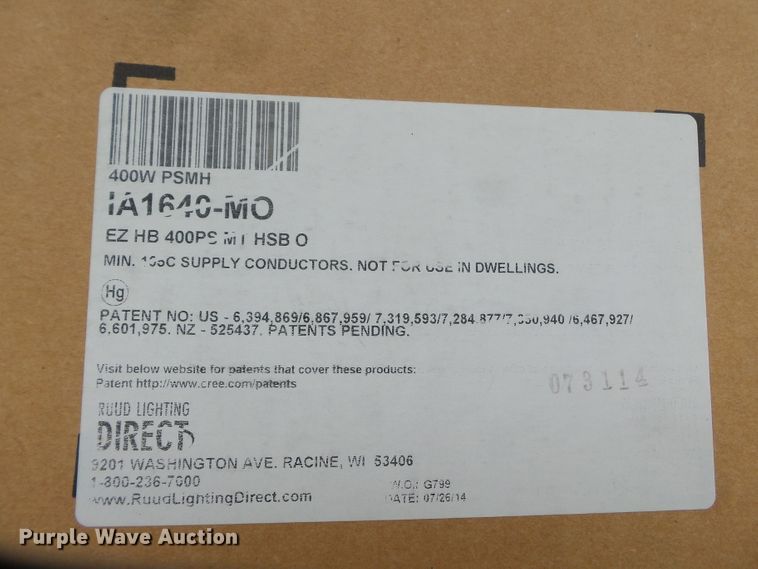 400W PSMH
IA1640-MO
EZ HB 400PS MT HSB O
MIN. 105C SUPPLY CONDUCTORS. NOT FOR USE IN DWELLINGS.
Hg
PATENT NO: US - 6,394,869/6,867,959/ 7,319,593/7,284,877/ /6,467,927/
6,601,975. NZ - 525437. PATENTS PENDING.
Visit below website for patents that cover these products:
Patent http://www.cree.com/patents
073114
RUUD LIGHTING
DIRECT
9201 WASHINGTON AVE. RACINE, WI 53406
1-800-236-7000 W.O.: G799
www.RuudLightingDirect.com DATE: 07/26/14
Purple Wave Auction